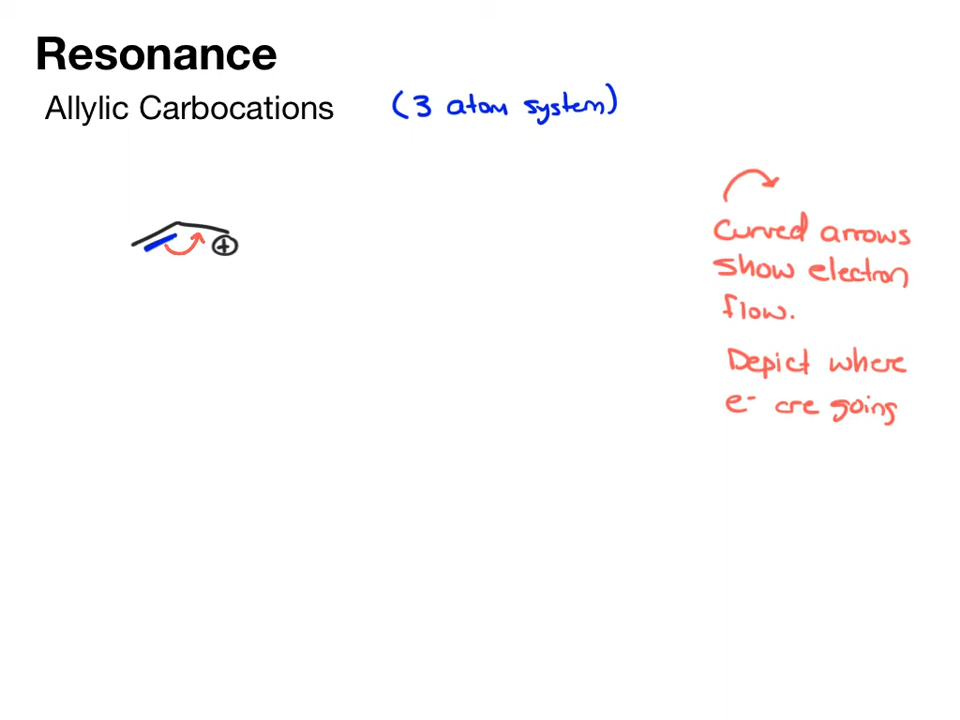 Resonance
Allylic Carbocations (3 atom system)
+
Curved arrows
show electron
flow.
Depict where
e- are going